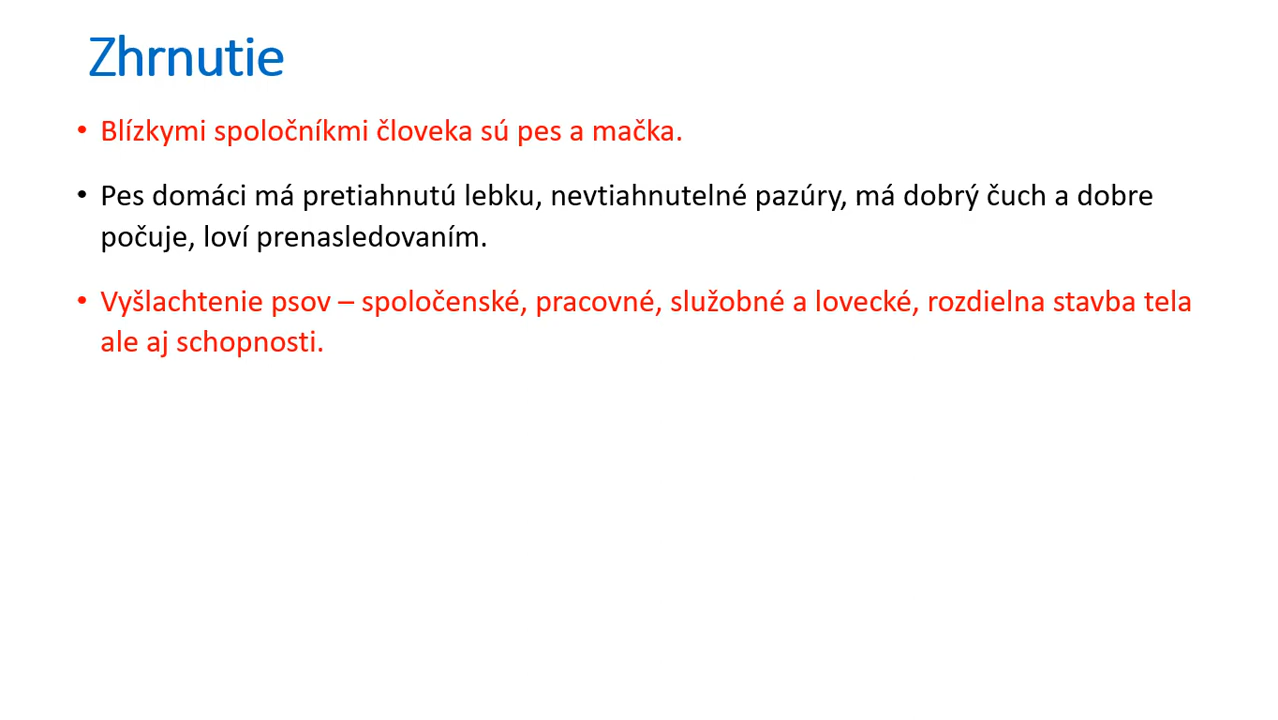 Zhrnutie
• Blízkymi spoločníkmi človeka sú pes a mačka.
• Pes domáci má pretiahnutú lebku, nevtiahnutelné pazúry, má dobrý čuch a dobre
počuje, loví prenasledovaním.
• Vyšlachtenie psov – spoločenské, pracovné, služobné a lovecké, rozdielna stavba tela
ale aj schopnosti.